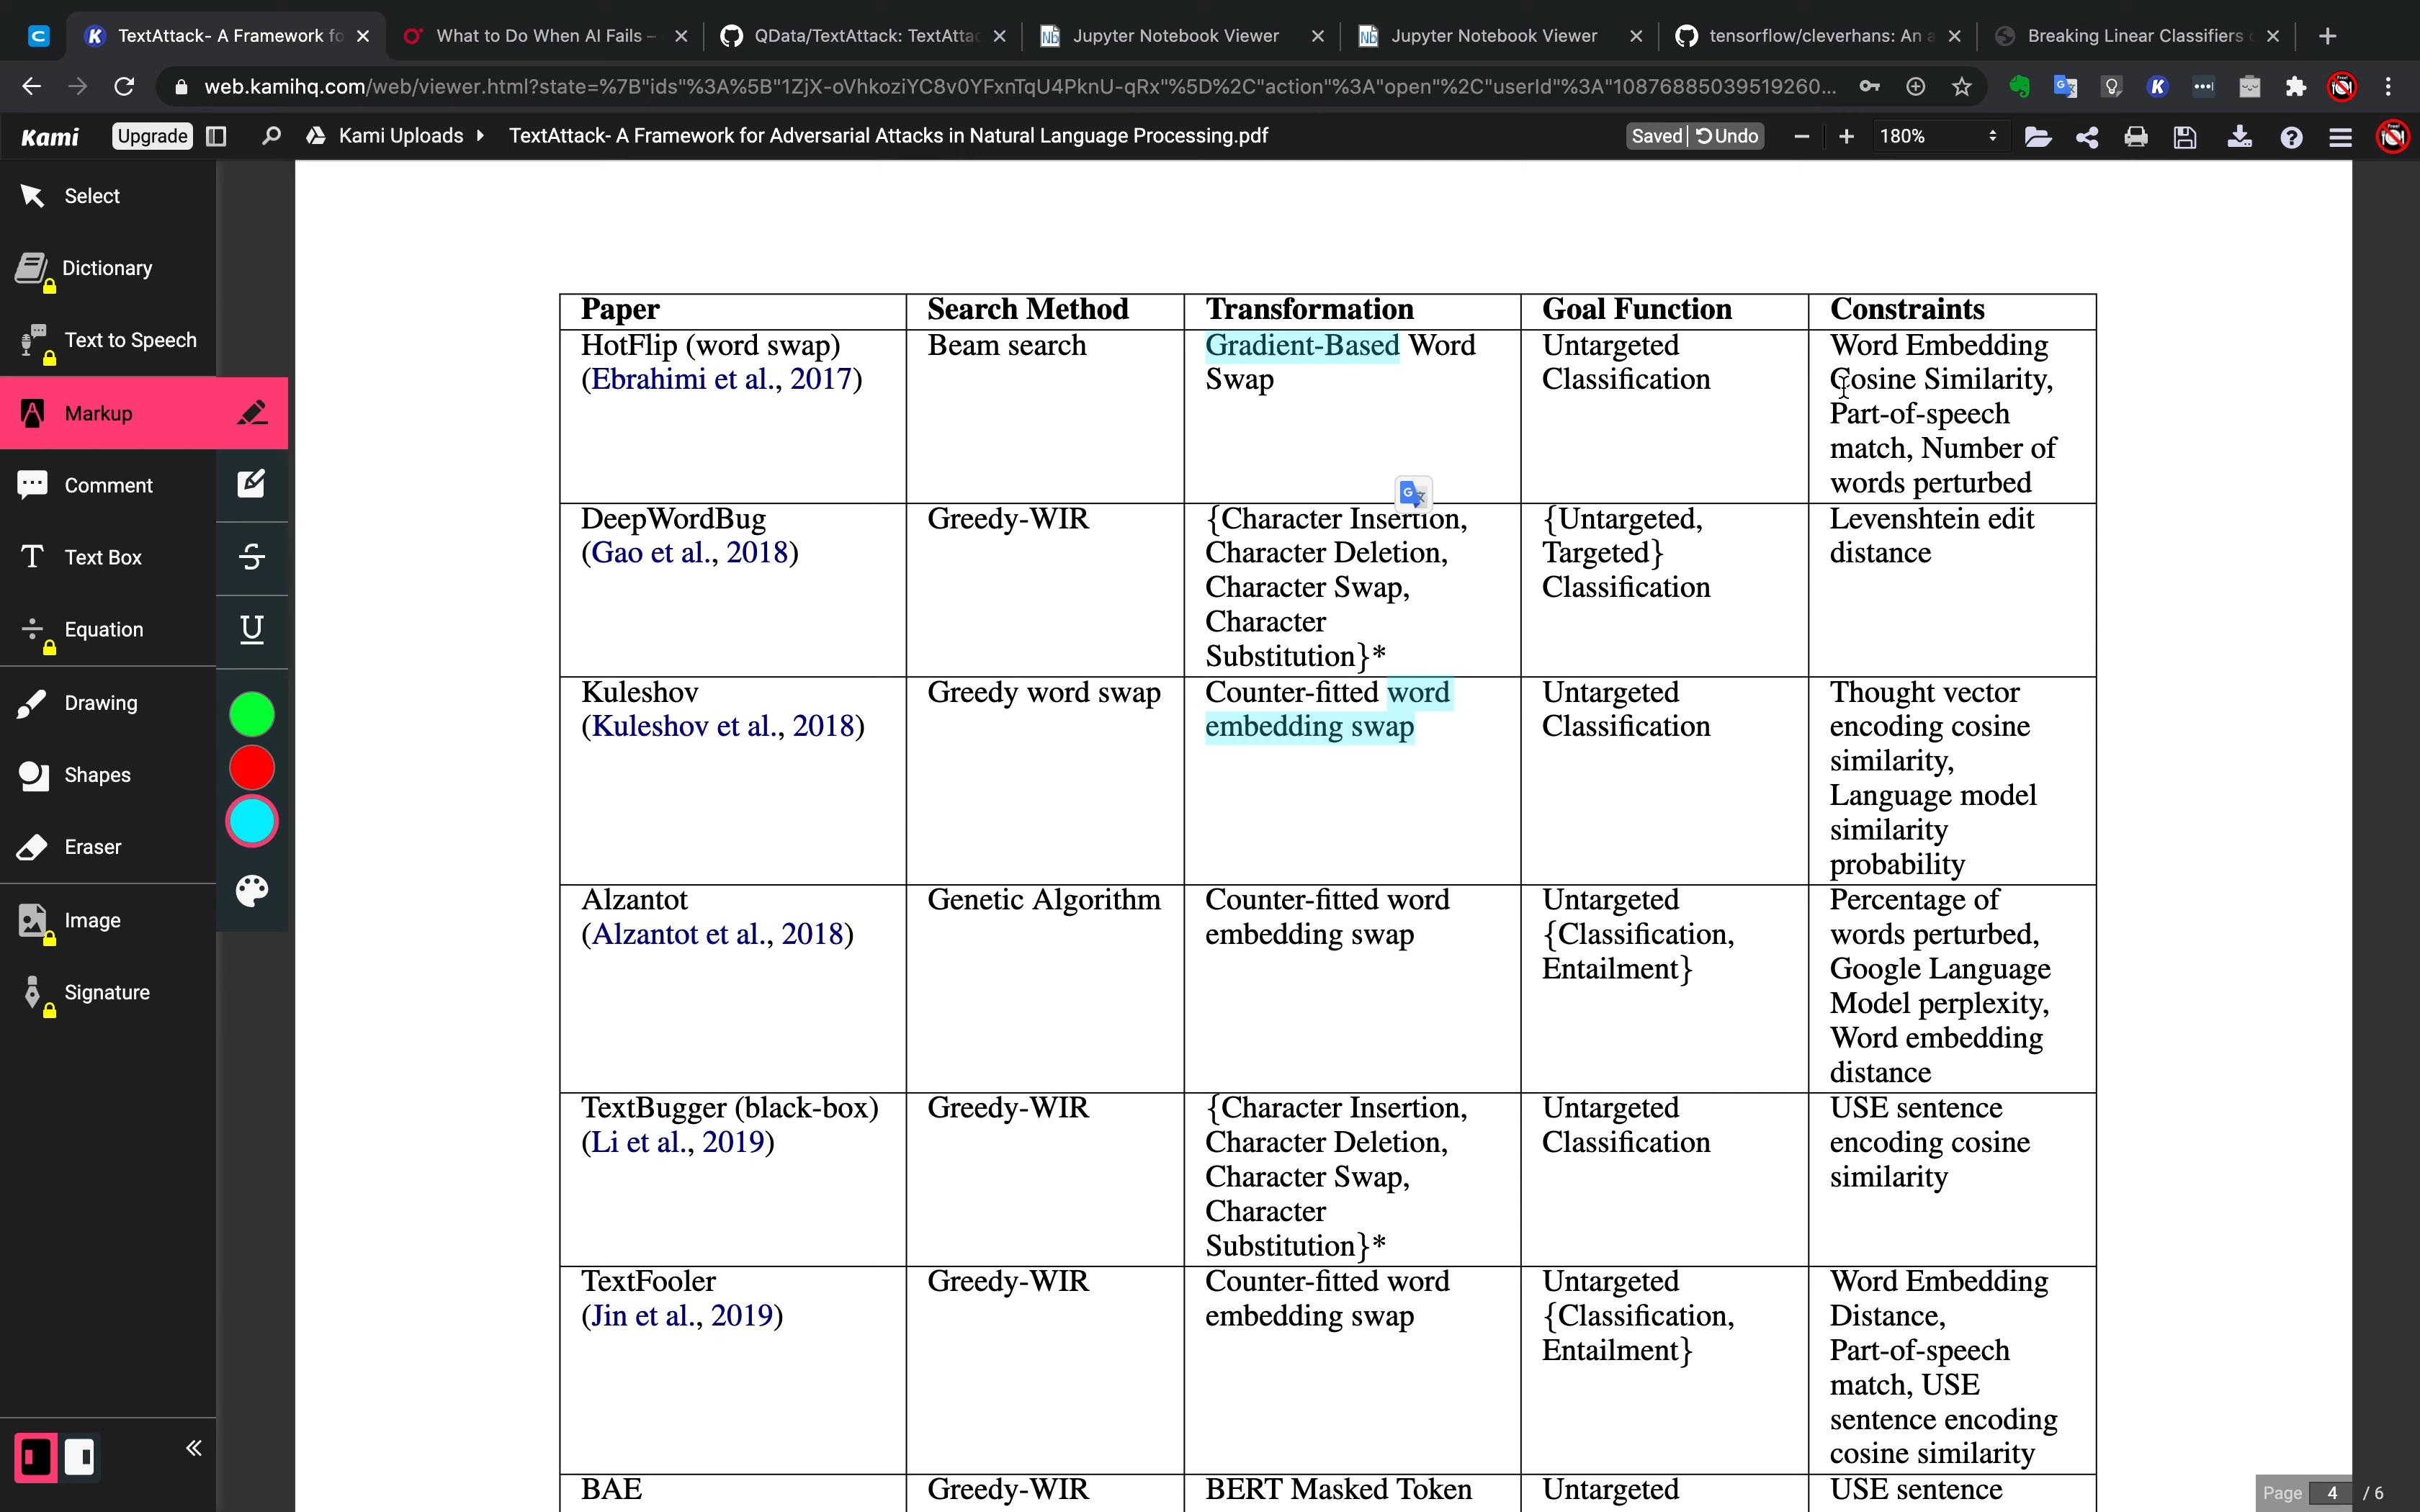 TextAttack- A Framework fo
What to Do When AI Fails –
QData/TextAttack: TextAttac
Jupyter Notebook Viewer
Jupyter Notebook Viewer
tensorflow/cleverhans: An a
Breaking Linear Classifiers
web.kamihq.com/web/viewer.html?state=%7B"ids"%3A%5B"1ZjX-oVhkoziYC8v0YFxnTqU4PknU-qRx"%5D%2C"action"%3A"open"%2C"userId"%3A"10876885039519260...
Kami
Upgrade
Kami Uploads
TextAttack- A Framework for Adversarial Attacks in Natural Language Processing.pdf
Saved
Undo
180%
Select
Dictionary
Text to Speech
Markup
Comment
Text Box
Equation
Drawing
Shapes
Eraser
Image
Signature
Paper
Search Method
Transformation
Goal Function
Constraints
HotFlip (word swap)
(Ebrahimi et al., 2017)
Beam search
Gradient-Based Word
Swap
Untargeted
Classification
Word Embedding
Cosine Similarity,
Part-of-speech
match, Number of
words perturbed
DeepWordBug
(Gao et al., 2018)
Greedy-WIR
{Character Insertion,
Character Deletion,
Character Swap,
Character
Substitution}*
{Untargeted,
Targeted}
Classification
Levenshtein edit
distance
Kuleshov
(Kuleshov et al., 2018)
Greedy word swap
Counter-fitted word
embedding swap
Untargeted
Classification
Thought vector
encoding cosine
similarity,
Language model
similarity
probability
Alzantot
(Alzantot et al., 2018)
Genetic Algorithm
Counter-fitted word
embedding swap
Untargeted
{Classification,
Entailment}
Percentage of
words perturbed,
Google Language
Model perplexity,
Word embedding
distance
TextBugger (black-box)
(Li et al., 2019)
Greedy-WIR
{Character Insertion,
Character Deletion,
Character Swap,
Character
Substitution}*
Untargeted
Classification
USE sentence
encoding cosine
similarity
TextFooler
(Jin et al., 2019)
Greedy-WIR
Counter-fitted word
embedding swap
Untargeted
{Classification,
Entailment}
Word Embedding
Distance,
Part-of-speech
match, USE
sentence encoding
cosine similarity
BAE
Greedy-WIR
BERT Masked Token
Untargeted
USE sentence
Page 4 / 6